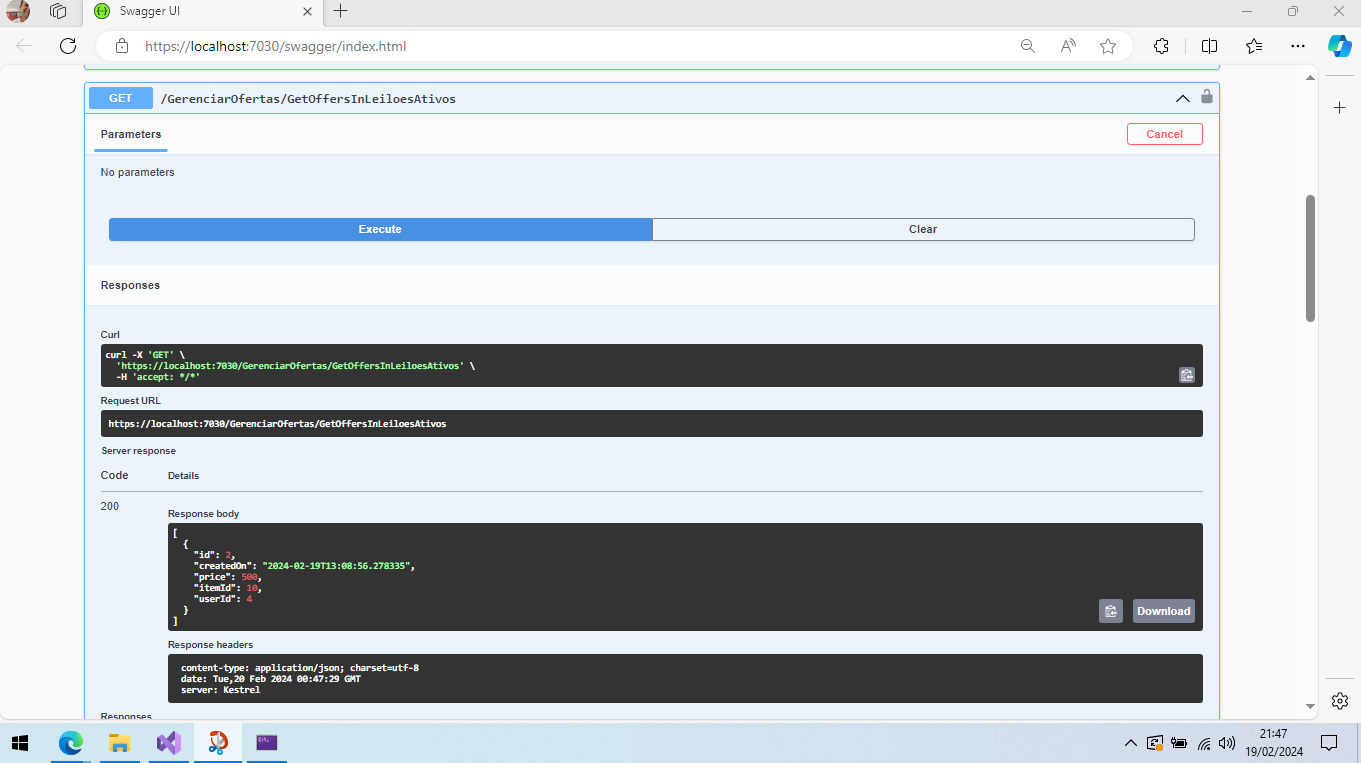 Swagger UI
https://localhost:7030/swagger/index.html
GET /GerenciarOfertas/GetOffersInLeiloesAtivos
Parameters
Cancel
No parameters
Execute
Clear
Responses
Curl
curl -X 'GET' \
'https://localhost:7030/GerenciarOfertas/GetOffersInLeiloesAtivos' \
-H 'accept: */*'
Request URL
https://localhost:7030/GerenciarOfertas/GetOffersInLeiloesAtivos
Server response
Code Details
200
Response body
[
{
"id": 2,
"createdOn": "2024-02-19T13:08:56.278335",
"price": 500,
"itemId": 10,
"userId": 4
}
]
Download
Response headers
content-type: application/json; charset=utf-8
date: Tue,20 Feb 2024 00:47:29 GMT
server: Kestrel
Responses
21:47
19/02/2024